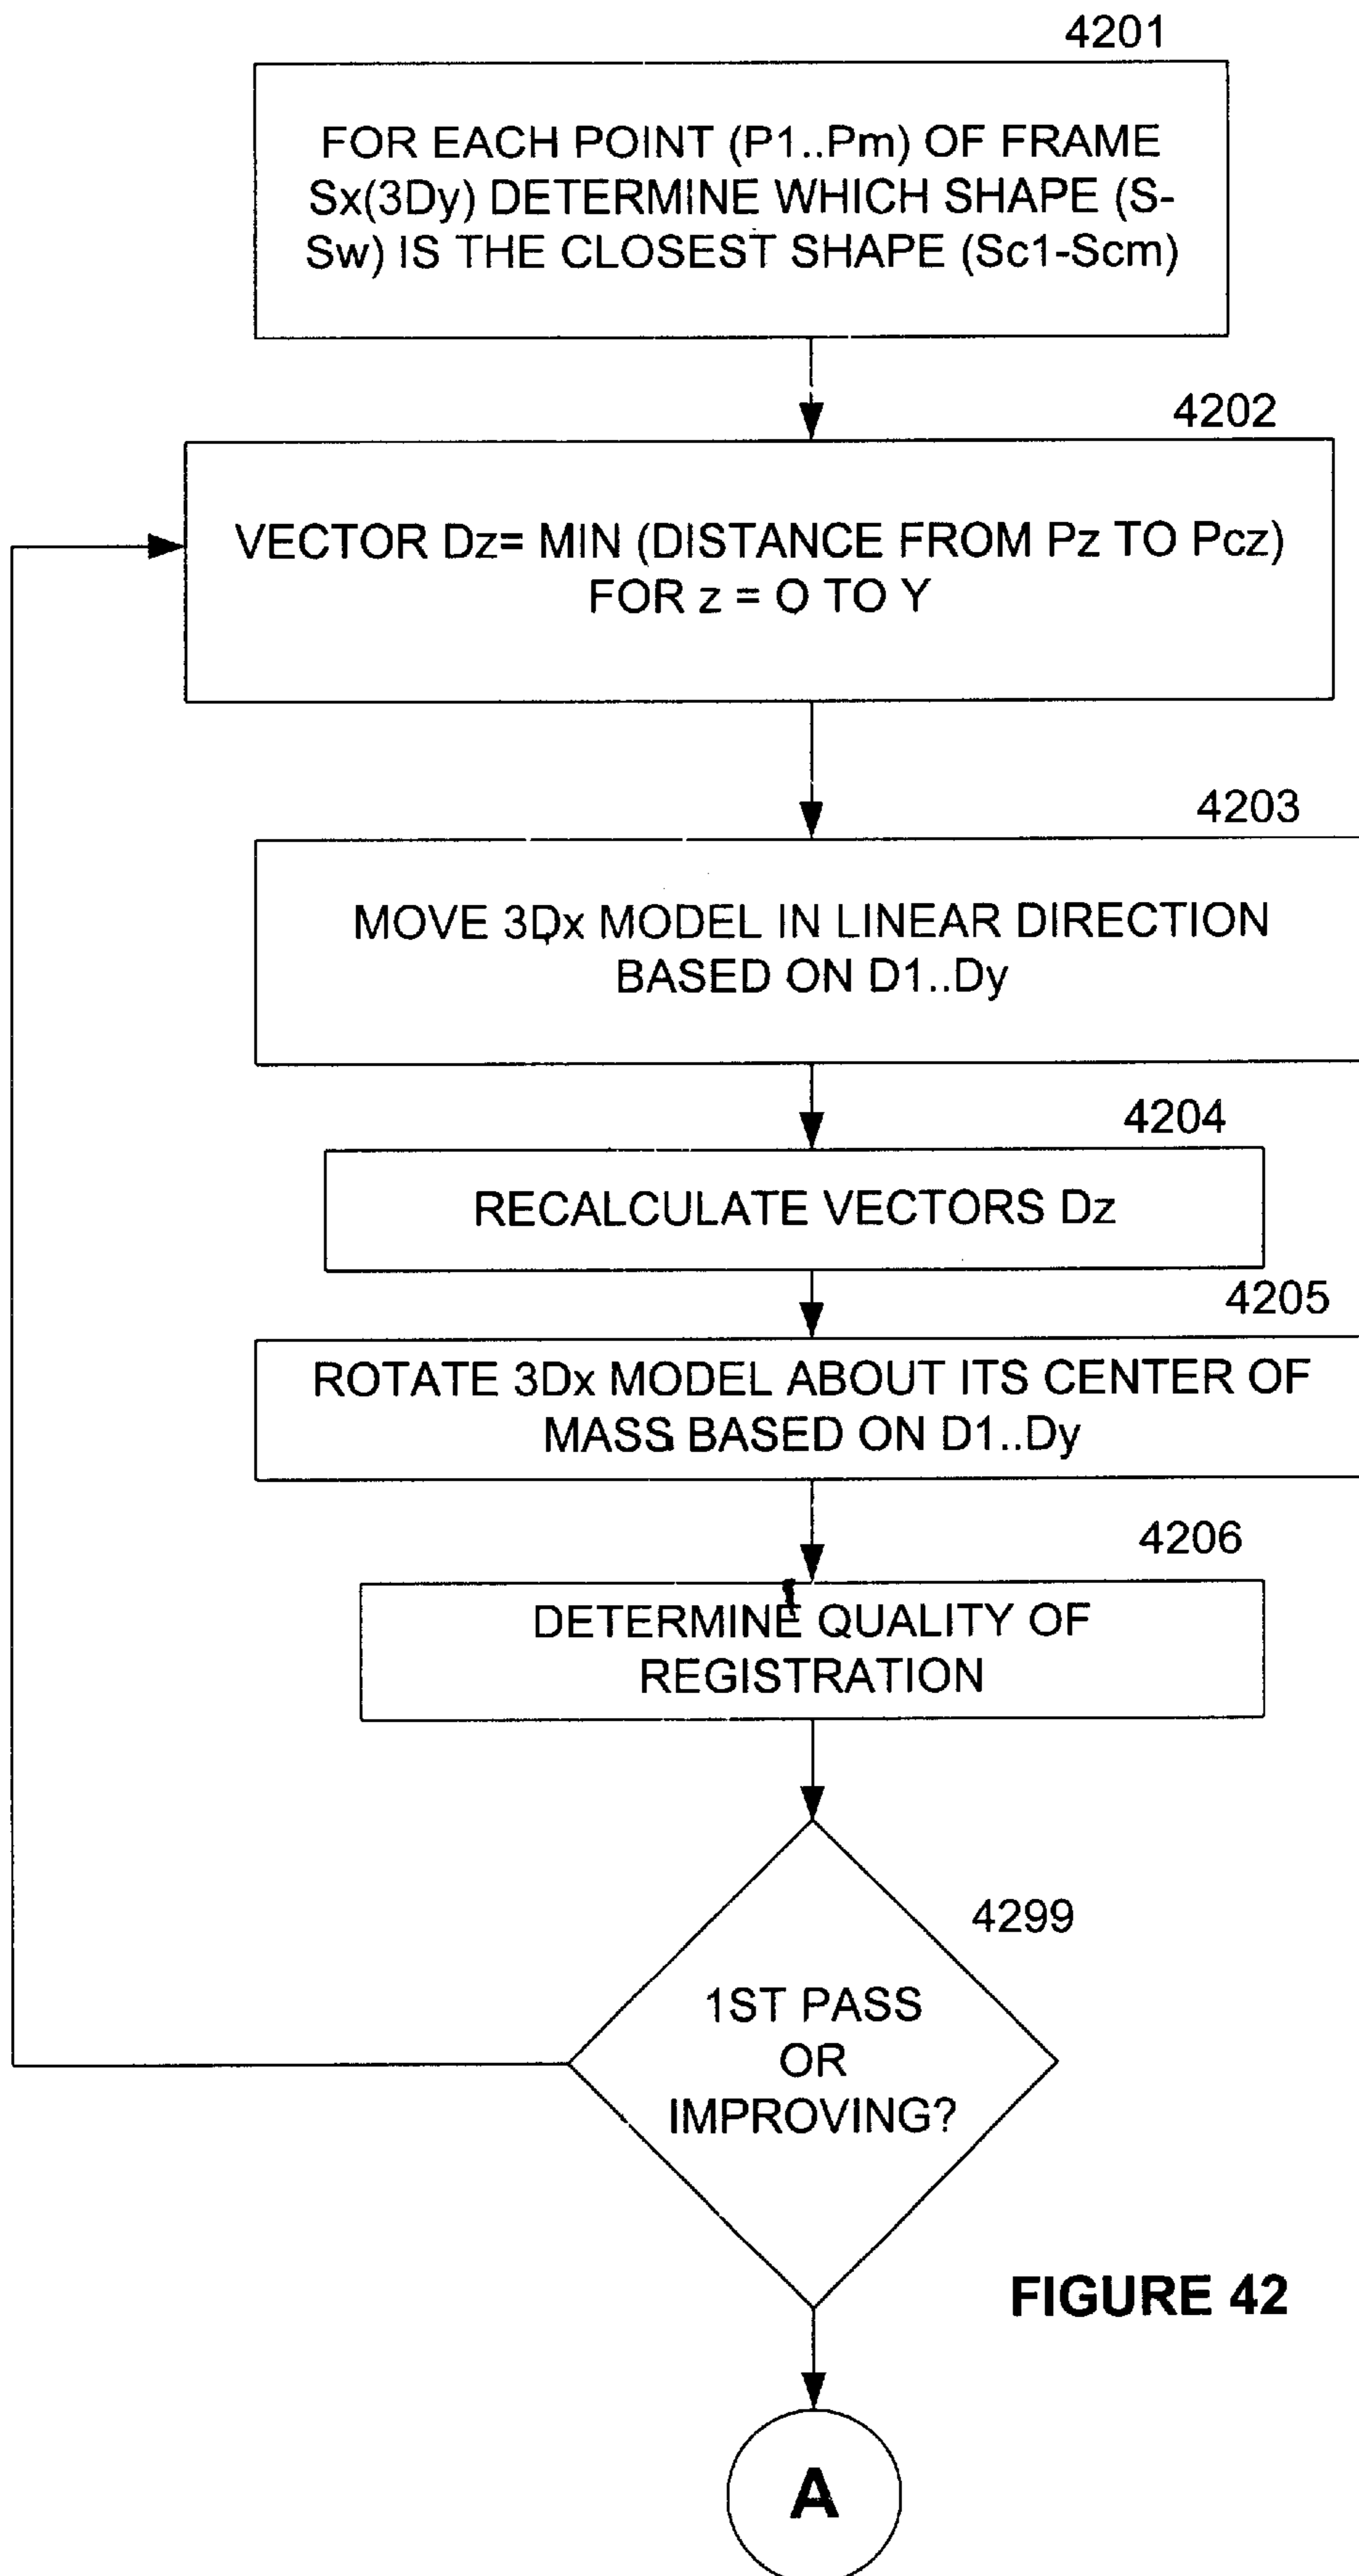 4201
FOR EACH POINT (P1..Pm) OF FRAME
Sx(3Dy) DETERMINE WHICH SHAPE (S-
Sw) IS THE CLOSEST SHAPE (Sc1-Scm)
4202
VECTOR Dz= MIN (DISTANCE FROM Pz TO Pcz)
FOR z = O TO Y
4203
MOVE 3Dx MODEL IN LINEAR DIRECTION
BASED ON D1..Dy
4204
RECALCULATE VECTORS Dz
4205
ROTATE 3Dx MODEL ABOUT ITS CENTER OF
MASS BASED ON D1..Dy
4206
DETERMINE QUALITY OF
REGISTRATION
4299
1ST PASS
OR
IMPROVING?
FIGURE 42
A